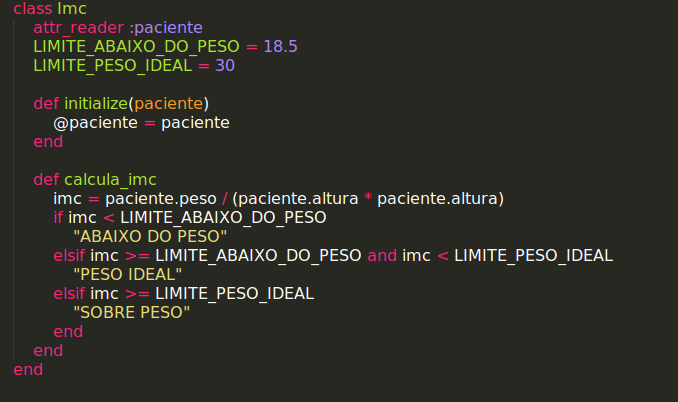 class Imc
attr_reader :paciente
LIMITE_ABAIXO_DO_PESO = 18.5
LIMITE_PESO_IDEAL = 30
def initialize(paciente)
@paciente = paciente
end
def calcula_imc
imc = paciente.peso / (paciente.altura * paciente.altura)
if imc < LIMITE_ABAIXO_DO_PESO
"ABAIXO DO PESO"
elsif imc >= LIMITE_ABAIXO_DO_PESO and imc < LIMITE_PESO_IDEAL
"PESO IDEAL"
elsif imc >= LIMITE_PESO_IDEAL
"SOBRE PESO"
end
end
end